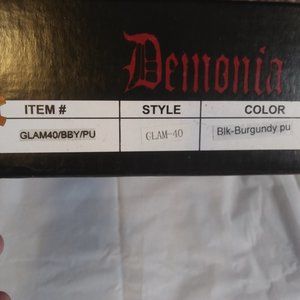 Demonia
ITEM # STYLE COLOR
GLAM40/BBY/PU GLAM-40 Blk-Burgundy pu